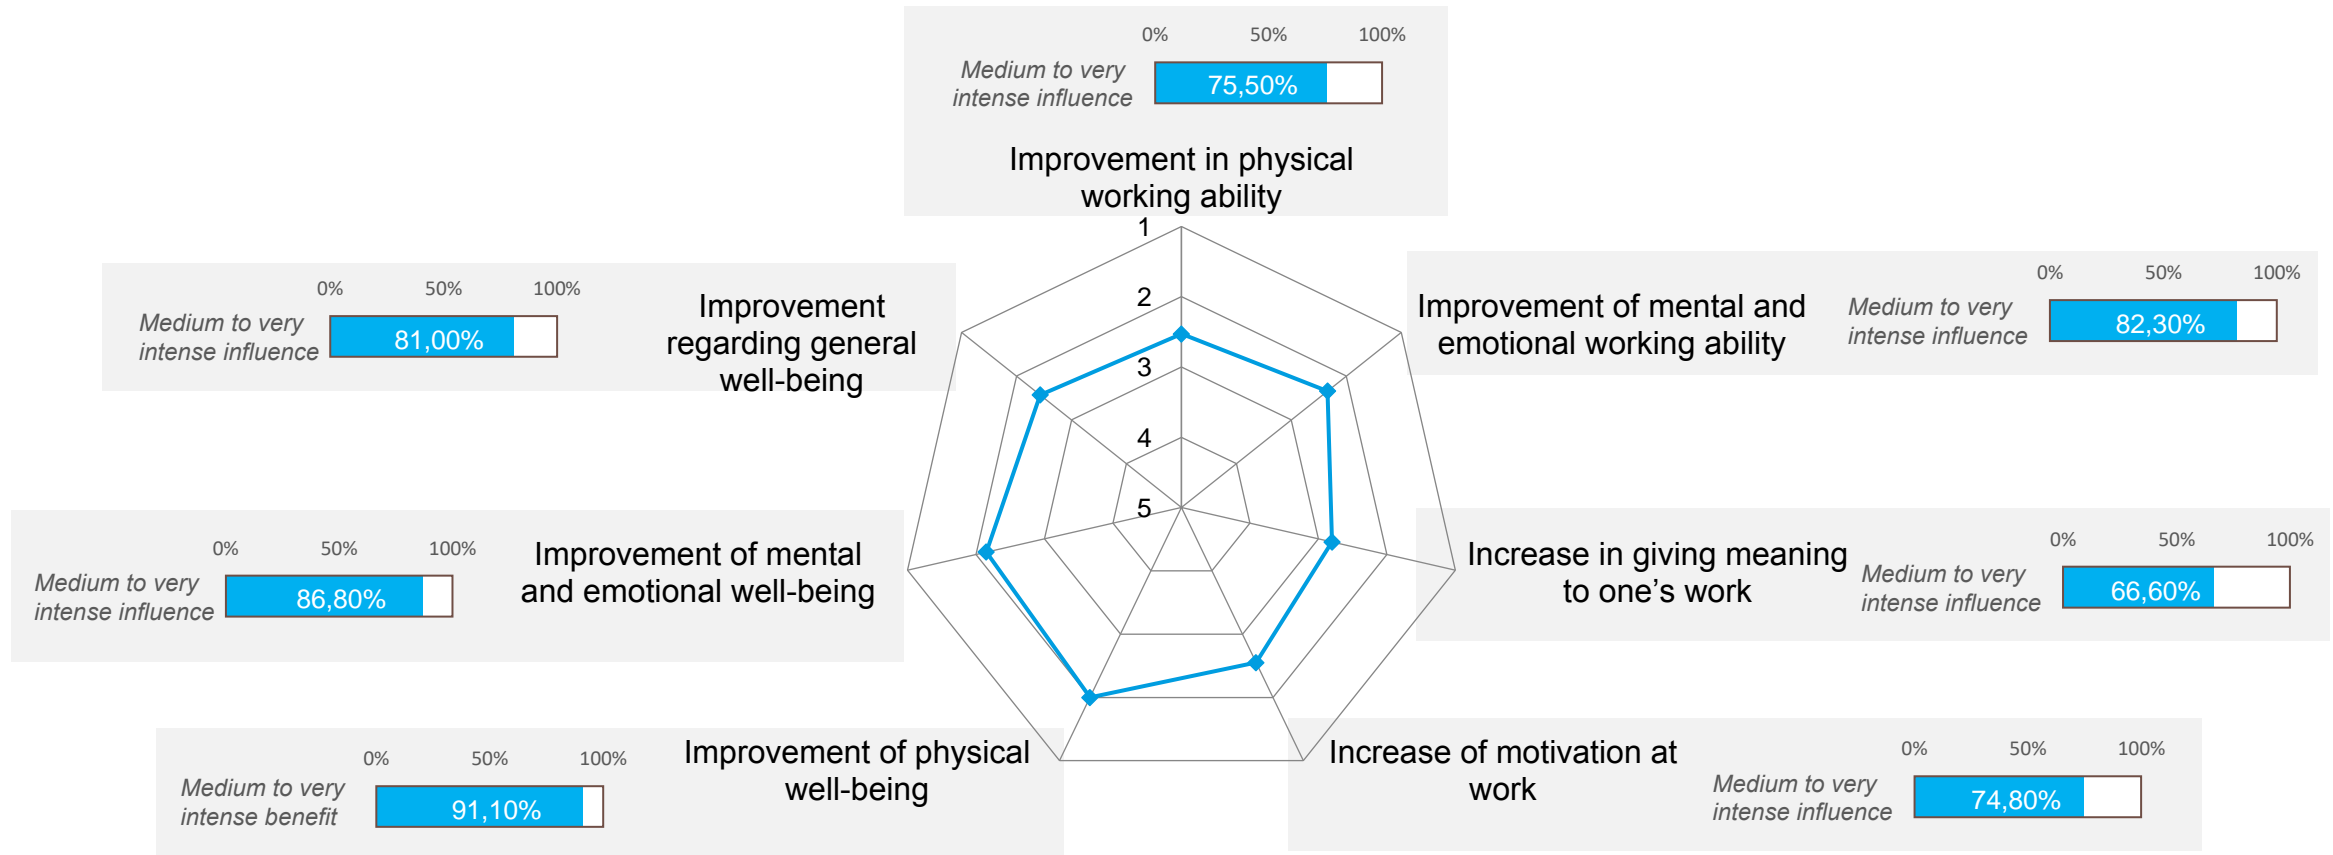 0% 50% 100%
Medium to very
intense influence
75,50%
Improvement in physical
working ability
0% 50% 100%
Medium to very
intense influence
82,30%
Improvement of mental and
emotional working ability
0% 50% 100%
Medium to very
intense influence
66,60%
Increase in giving meaning
to one’s work
0% 50% 100%
Medium to very
intense influence
74,80%
Increase of motivation at
work
0% 50% 100%
Medium to very
intense benefit
91,10%
Improvement of physical
well-being
0% 50% 100%
Medium to very
intense influence
86,80%
Improvement of mental
and emotional well-being
0% 50% 100%
Medium to very
intense influence
81,00%
Improvement
regarding general
well-being
1
2
3
4
5